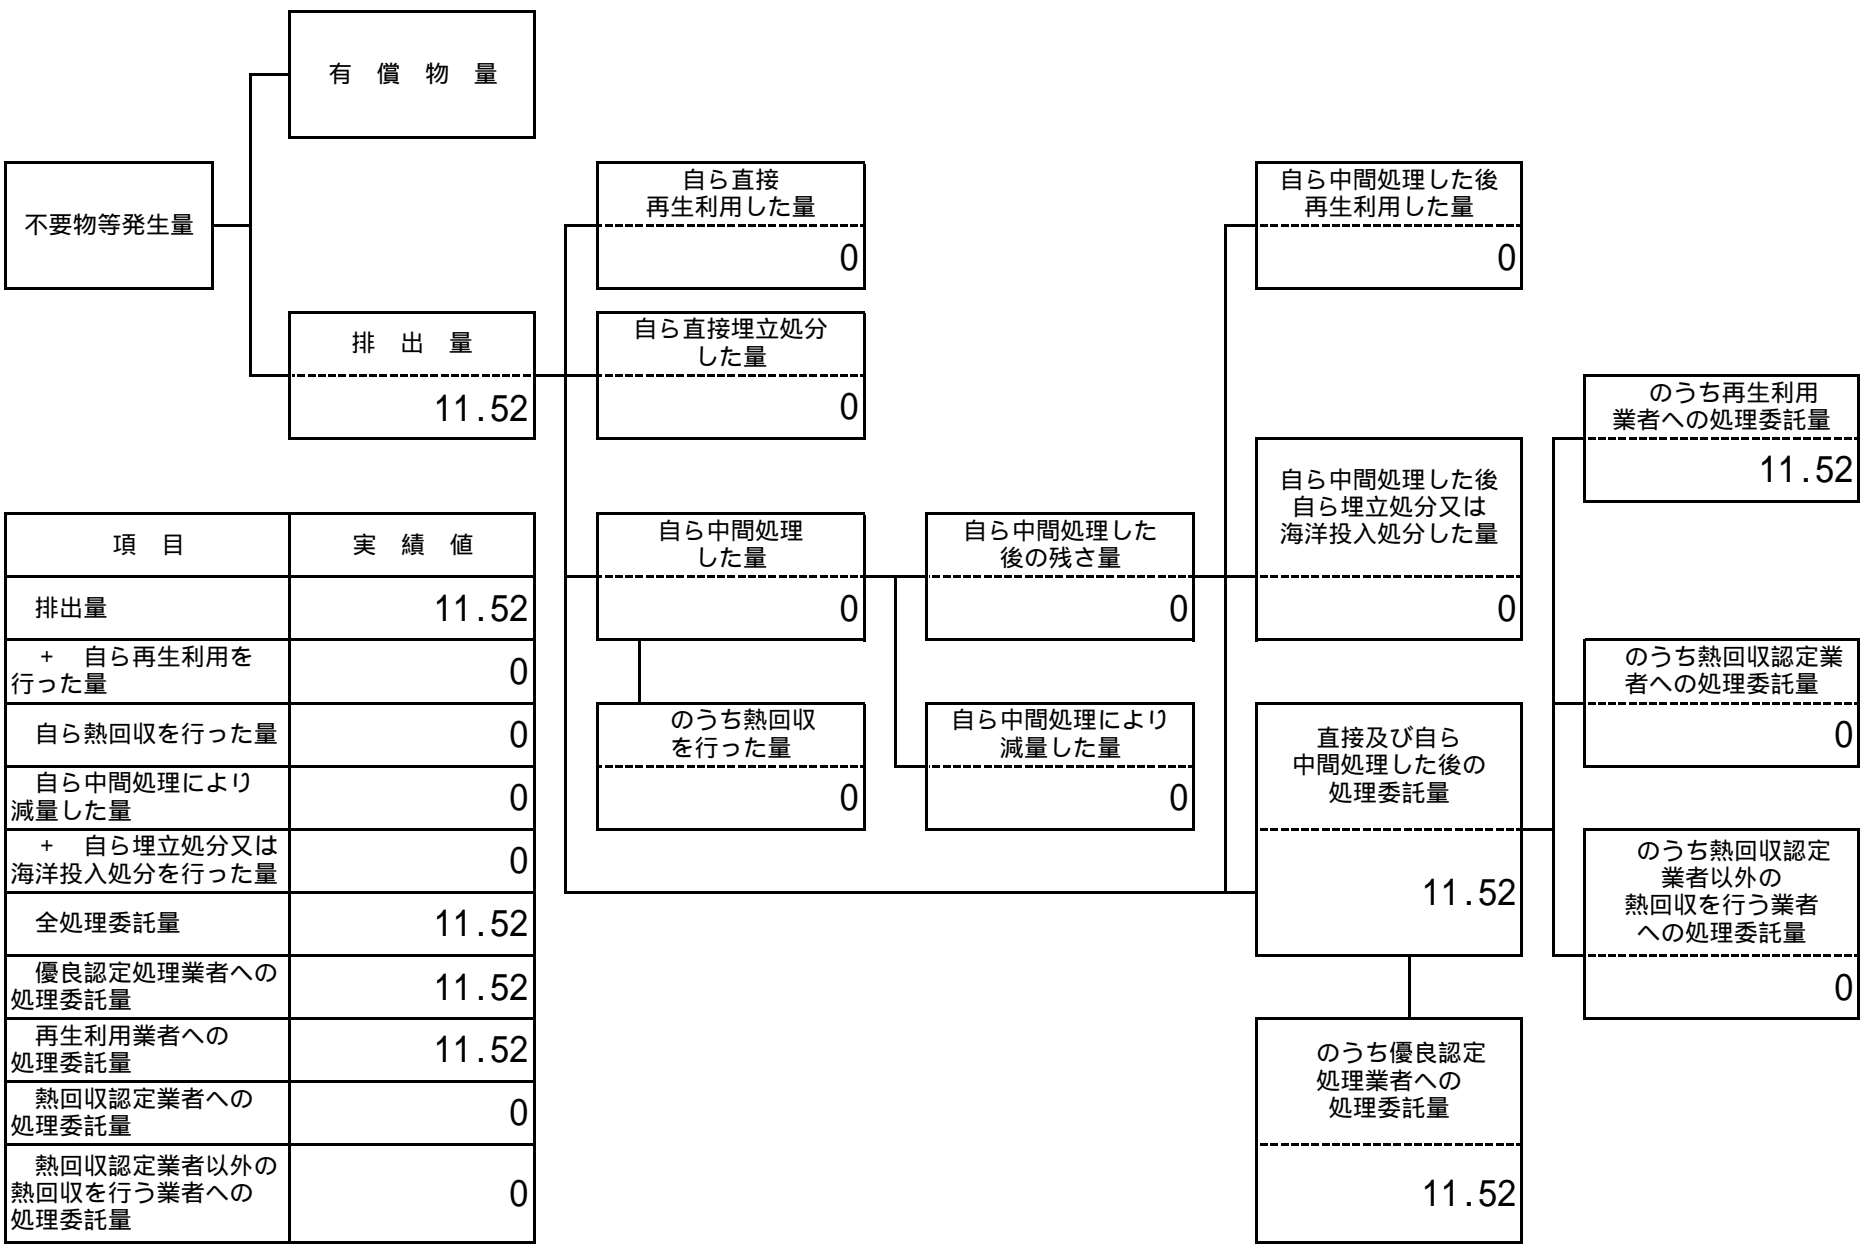 有 償 物 量
不要物等発生量
排 出 量
11.52
自ら直接
再生利用した量
0
自ら直接埋立処分
した量
0
自ら中間処理
した量
0
のうち熱回収
を行った量
0
自ら中間処理した
後の残さ量
0
自ら中間処理により
減量した量
0
自ら中間処理した後
再生利用した量
0
自ら中間処理した後
自ら埋立処分又は
海洋投入処分した量
0
直接及び自ら
中間処理した後の
処理委託量
11.52
のうち優良認定
処理業者への
処理委託量
11.52
のうち再生利用
業者への処理委託量
11.52
のうち熱回収認定業
者への処理委託量
0
のうち熱回収認定
業者以外の
熱回収を行う業者
への処理委託量
0
項 目 実 績 値
排出量 11.52
+ 自ら再生利用を
行った量 0
自ら熱回収を行った量 0
自ら中間処理により
減量した量 0
+ 自ら埋立処分又は
海洋投入処分を行った量 0
全処理委託量 11.52
優良認定処理業者への
処理委託量 11.52
再生利用業者への
処理委託量 11.52
熱回収認定業者への
処理委託量 0
熱回収認定業者以外の
熱回収を行う業者への
処理委託量 0